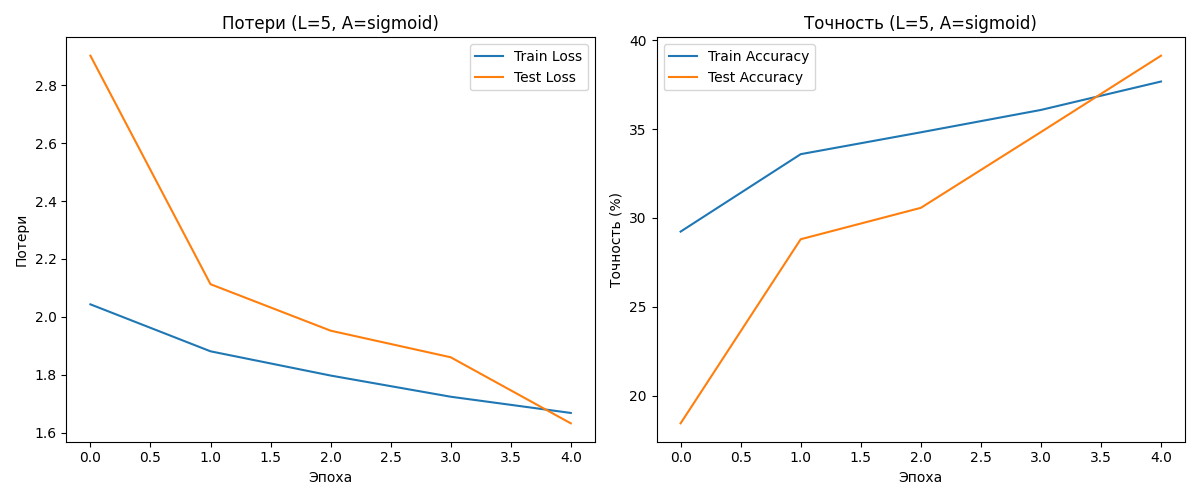 Потери (L=5, A=sigmoid)
Train Loss
Test Loss
2.8
2.6
2.4
2.2
2.0
1.8
1.6
Потери
0.0 0.5 1.0 1.5 2.0 2.5 3.0 3.5 4.0
Эпоха
Точность (L=5, A=sigmoid)
Train Accuracy
Test Accuracy
40
35
30
25
20
Точность (%)
0.0 0.5 1.0 1.5 2.0 2.5 3.0 3.5 4.0
Эпоха